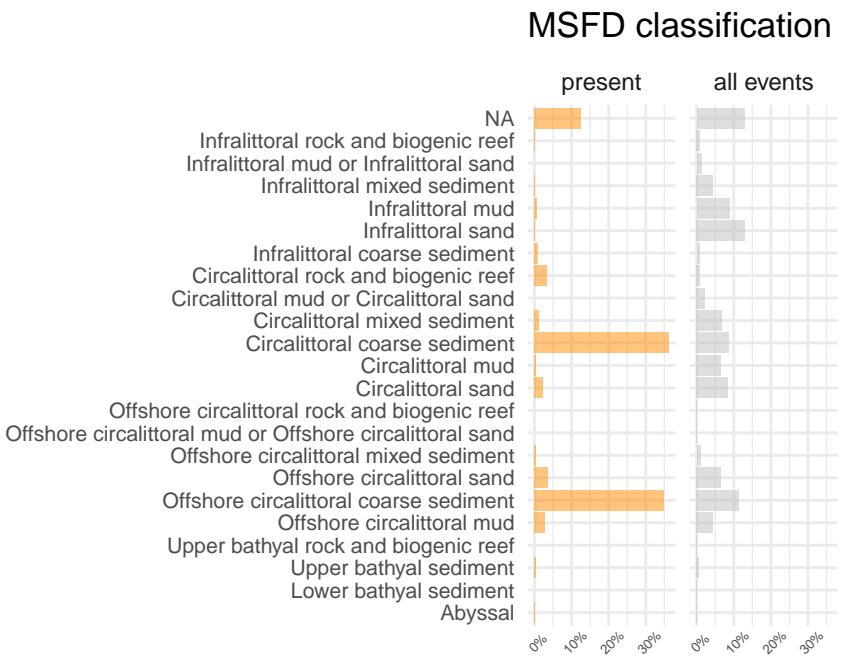 MSFD classification
present
all events
NA
Infralittoral rock and biogenic reef
Infralittoral mud or Infralittoral sand
Infralittoral mixed sediment
Infralittoral mud
Infralittoral sand
Infralittoral coarse sediment
Circalittoral rock and biogenic reef
Circalittoral mud or Circalittoral sand
Circalittoral mixed sediment
Circalittoral coarse sediment
Circalittoral mud
Circalittoral sand
Offshore circalittoral rock and biogenic reef
Offshore circalittoral mud or Offshore circalittoral sand
Offshore circalittoral mixed sediment
Offshore circalittoral sand
Offshore circalittoral coarse sediment
Offshore circalittoral mud
Upper bathyal rock and biogenic reef
Upper bathyal sediment
Lower bathyal sediment
Abyssal
0% 10% 20% 30% 0% 10% 20% 30%